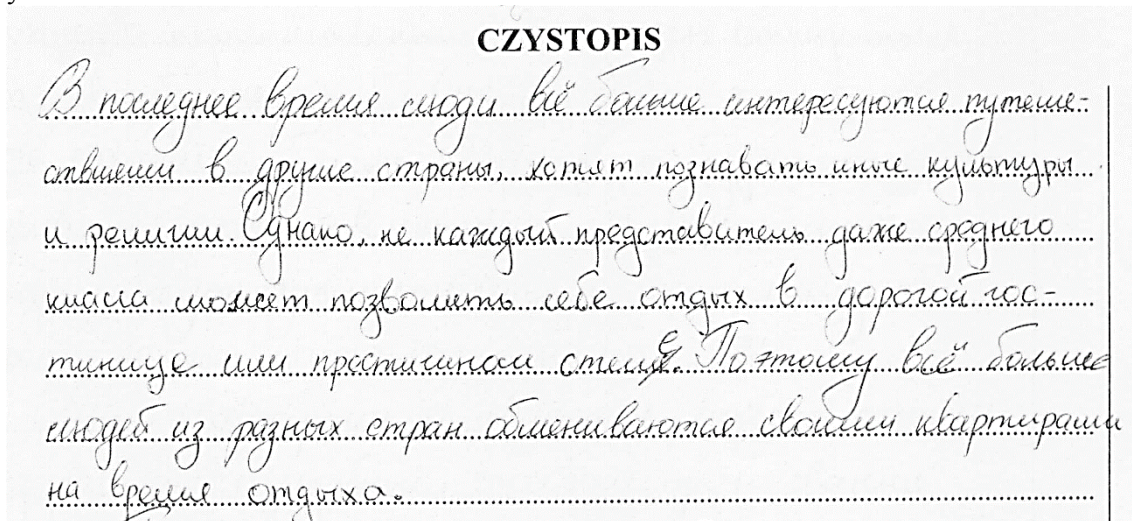 CZYSTOPIS
В последнее время люди всё больше интересуются путеше-
ствиями в другие страны, хотят познавать иные культуры
и религии. Однако, не каждый представитель даже среднего
класса может позволить себе отдых в дорогой гос-
тинице или престижном отеле. Поэтому всё больше
людей из разных стран обмениваются своими квартирами
на время отдыха.